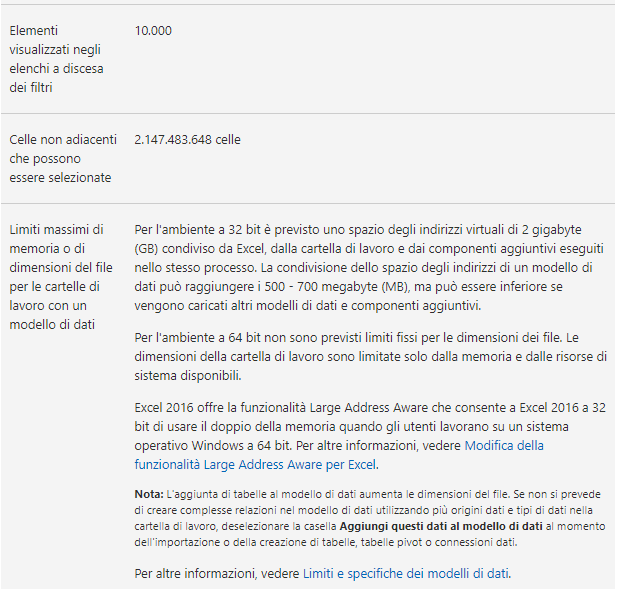 Elementi
visualizzati negli
elenchi a discesa
dei filtri
10.000
Celle non adiacenti
che possono
essere selezionate
2.147.483.648 celle
Limiti massimi di
memoria o di
dimensioni del file
per le cartelle di
lavoro con un
modello di dati
Per l'ambiente a 32 bit è previsto uno spazio degli indirizzi virtuali di 2 gigabyte
(GB) condiviso da Excel, dalla cartella di lavoro e dai componenti aggiuntivi eseguiti
nello stesso processo. La condivisione dello spazio degli indirizzi di un modello di
dati può raggiungere i 500 - 700 megabyte (MB), ma può essere inferiore se
vengono caricati altri modelli di dati e componenti aggiuntivi.
Per l'ambiente a 64 bit non sono previsti limiti fissi per le dimensioni dei file. Le
dimensioni della cartella di lavoro sono limitate solo dalla memoria e dalle risorse di
sistema disponibili.
Excel 2016 offre la funzionalità Large Address Aware che consente a Excel 2016 a 32
bit di usare il doppio della memoria quando gli utenti lavorano su un sistema
operativo Windows a 64 bit. Per altre informazioni, vedere Modifica della
funzionalità Large Address Aware per Excel.
Nota: L'aggiunta di tabelle al modello di dati aumenta le dimensioni del file. Se non si prevede
di creare complesse relazioni nel modello di dati utilizzando più origini dati e tipi di dati nella
cartella di lavoro, deselezionare la casella Aggiungi questi dati al modello di dati al momento
dell'importazione o della creazione di tabelle, tabelle pivot o connessioni dati.
Per altre informazioni, vedere Limiti e specifiche dei modelli di dati.